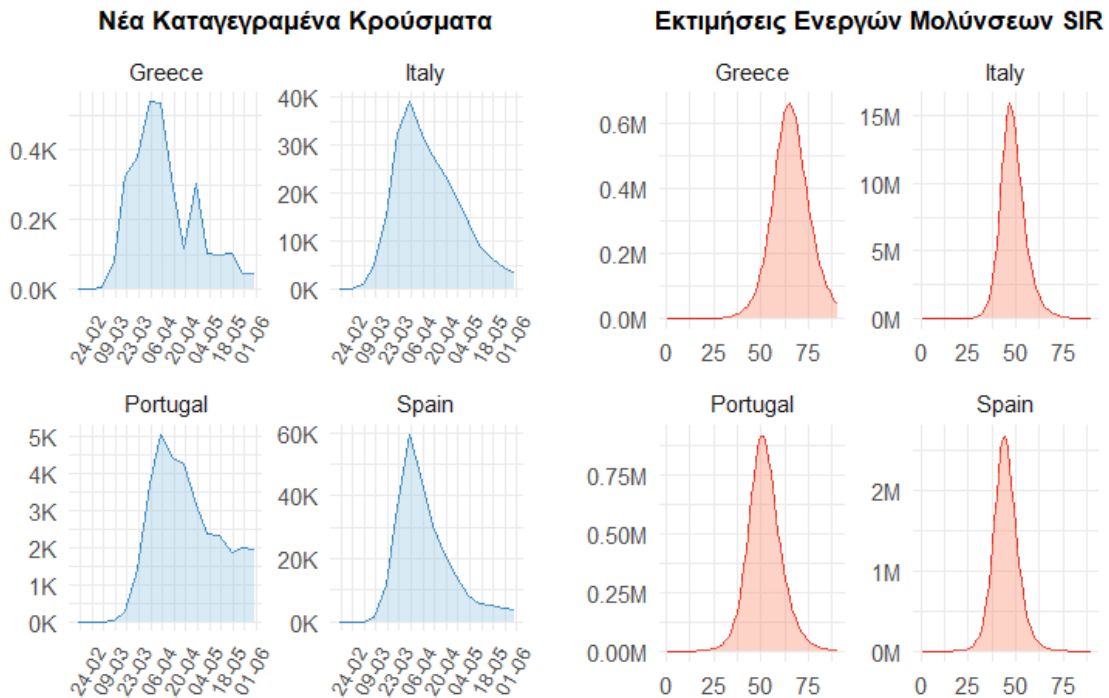 Νέα Καταγεγραμένα Κρούσματα
Εκτιμήσεις Ενεργών Μολύνσεων SIR
Greece
Italy
Greece
Italy
0.4K
0.2K
0.0K
24-02 09-03 23-03 06-04 20-04 04-05 18-05 01-06
40K
30K
20K
10K
0K
24-02 09-03 23-03 06-04 20-04 04-05 18-05 01-06
0.6M
0.4M
0.2M
0.0M
0 25 50 75
15M
10M
5M
0M
0 25 50 75
Portugal
Spain
Portugal
Spain
5K
4K
3K
2K
1K
0K
24-02 09-03 23-03 06-04 20-04 04-05 18-05 01-06
60K
40K
20K
0K
24-02 09-03 23-03 06-04 20-04 04-05 18-05 01-06
0.75M
0.50M
0.25M
0.00M
0 25 50 75
2M
1M
0M
0 25 50 75